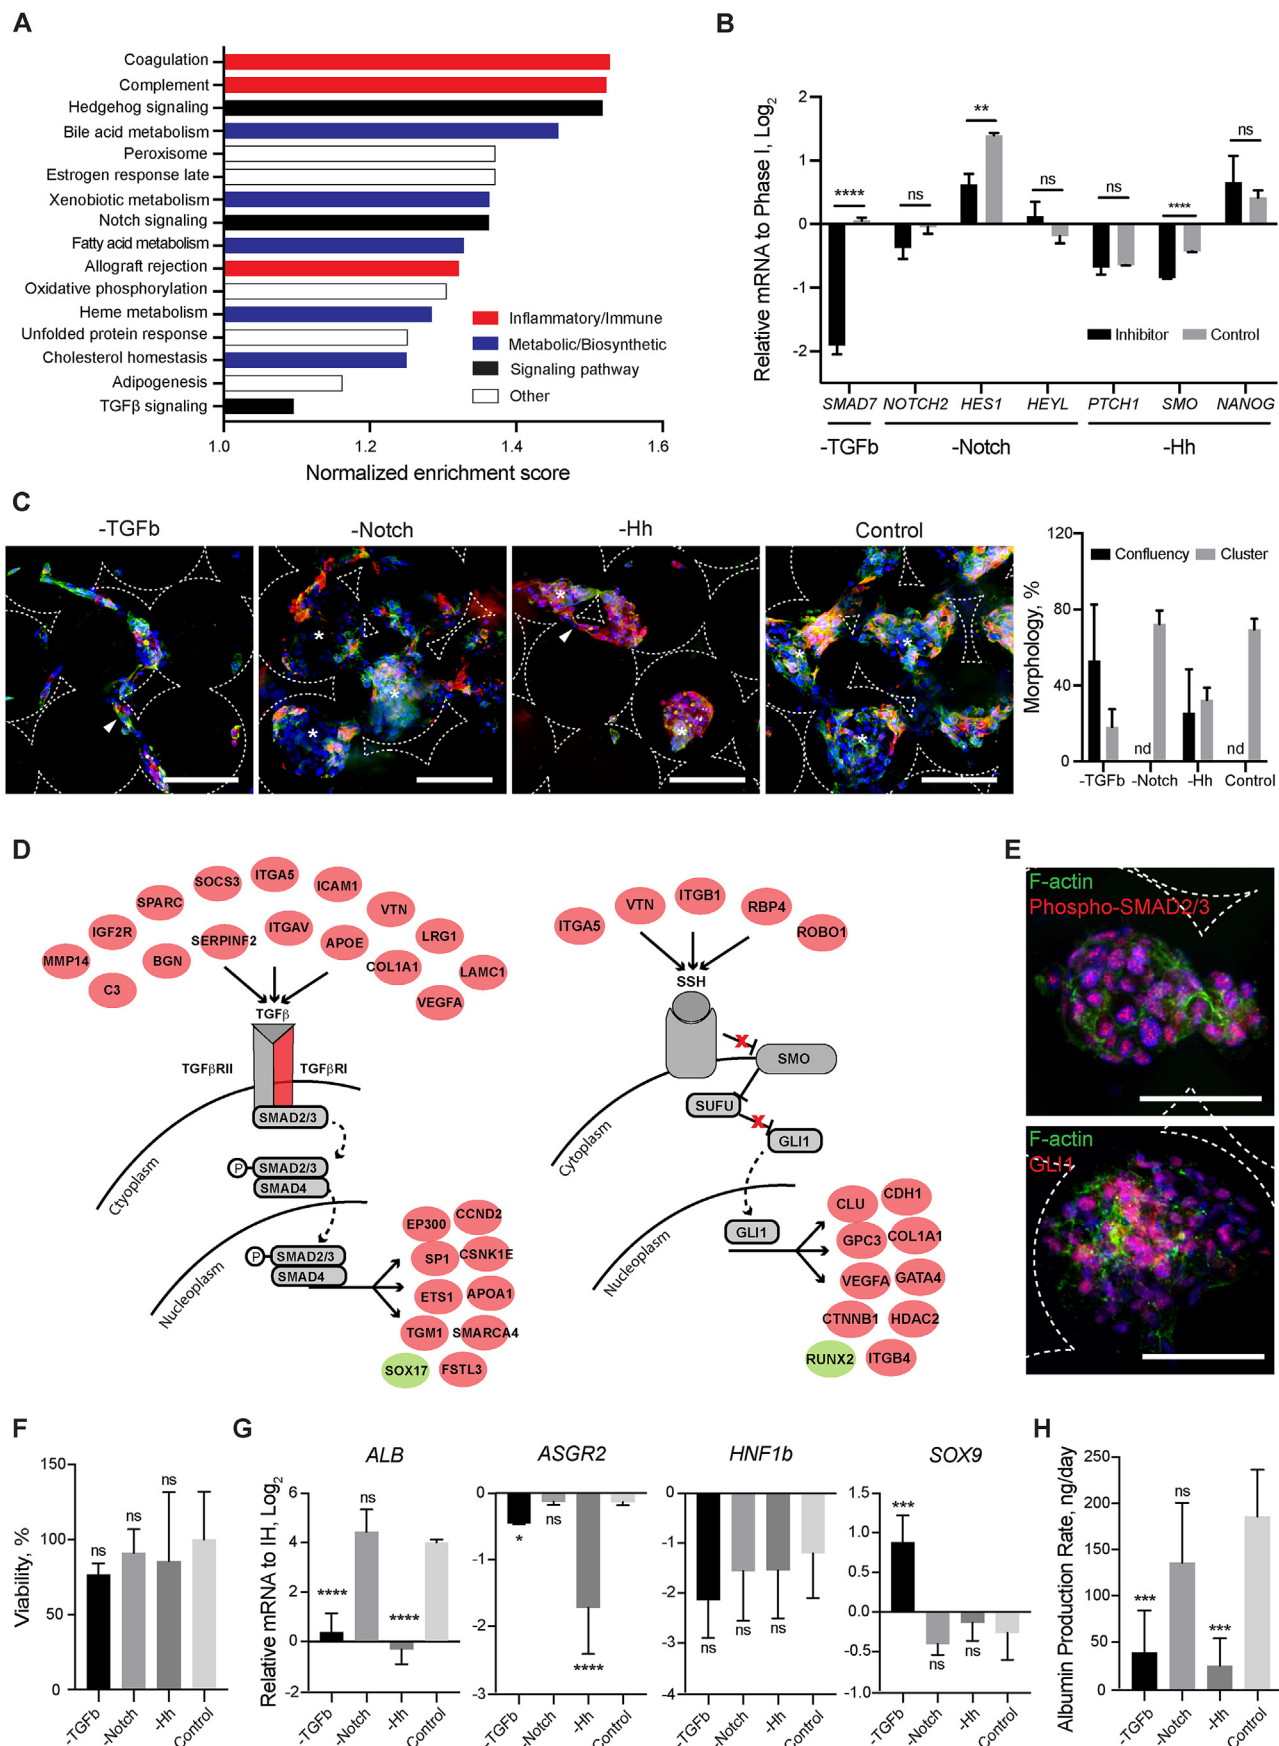 A
Coagulation
Complement
Hedgehog signaling
Bile acid metabolism
Peroxisome
Estrogen response late
Xenobiotic metabolism
Notch signaling
Fatty acid metabolism
Allograft rejection
Oxidative phosphorylation
Heme metabolism
Unfolded protein response
Cholesterol homestasis
Adipogenesis
TGFβ signaling
Inflammatory/Immune
Metabolic/Biosynthetic
Signaling pathway
Other
1.0 1.2 1.4 1.6
Normalized enrichment score
B
Relative mRNA to Phase I, Log2
2
1
0
-1
-2
**** ns ** ns ns **** ns
Inhibitor Control
SMAD7 NOTCH2 HES1 HEYL PTCH1 SMO NANOG
-TGFb -Notch -Hh
C
-TGFb -Notch -Hh Control
* * * * * * *
Morphology, %
120
80
40
0
Confluency Cluster
nd nd
-TGFb -Notch -Hh Control
D
SOCS3 ITGA5 ICAM1
SPARC VTN
IGF2R SERPINF2 ITGAV APOE LRG1
MMP14 BGN COL1A1 LAMC1
C3 VEGFA
TGFβ
TGFβRII TGFβRI
SMAD2/3
P SMAD2/3
SMAD4
Ctyoplasm
P SMAD2/3
SMAD4
Nucleoplasm
EP300 CCND2
SP1 CSNK1E
ETS1 APOA1
TGM1 SMARCA4
SOX17 FSTL3
ITGA5 VTN ITGB1 RBP4 ROBO1
SSH
X
SMO
SUFU
X
GLI1
Cytoplasm
GLI1
Nucleoplasm
CLU CDH1
GPC3 COL1A1
VEGFA GATA4
CTNNB1 HDAC2
RUNX2 ITGB4
E
F-actin
Phospho-SMAD2/3
F-actin
GLI1
F
Viability, %
150
100
50
0
ns ns ns
-TGFb -Notch -Hh Control
G
Relative mRNA to IH, Log2
ALB
6
4
2
0
-2
**** ns ****
-TGFb -Notch -Hh Control
ASGR2
0
-1
-2
-3
* ns ****
-TGFb -Notch -Hh Control
HNF1b
0
-1
-2
-3
-4
ns ns ns
-TGFb -Notch -Hh Control
SOX9
1.5
1.0
0.5
0.0
-0.5
-1.0
*** ns ns
-TGFb -Notch -Hh Control
H
Albumin Production Rate, ng/day
250
200
150
100
50
0
*** ns ***
-TGFb -Notch -Hh Control